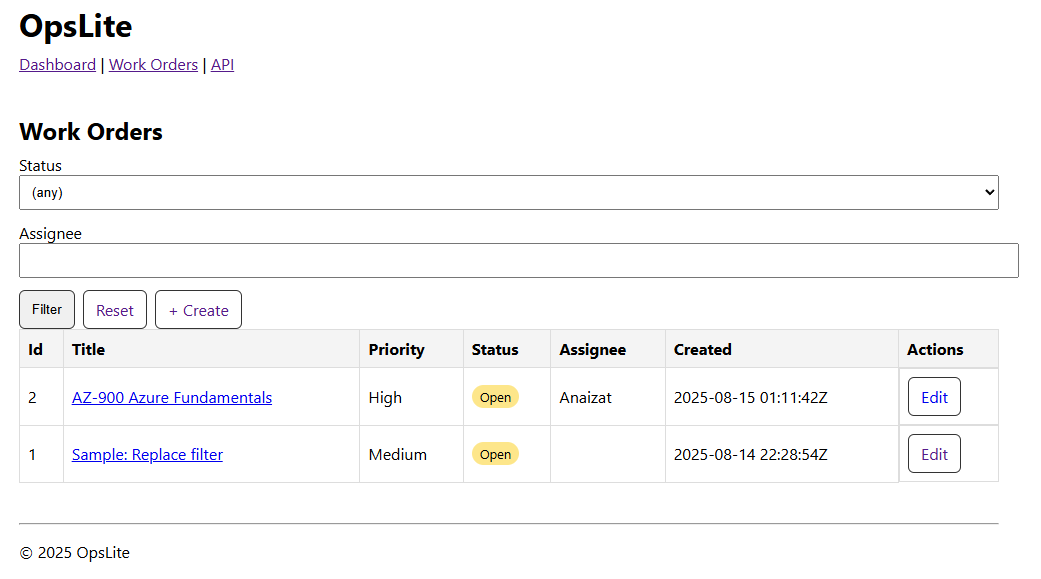 OpsLite
Dashboard | Work Orders | API
Work Orders
Status
(any)
Assignee
Filter Reset + Create
Id Title Priority Status Assignee Created Actions
2 AZ-900 Azure Fundamentals High Open Anaizat 2025-08-15 01:11:42Z Edit
1 Sample: Replace filter Medium Open 2025-08-14 22:28:54Z Edit
© 2025 OpsLite